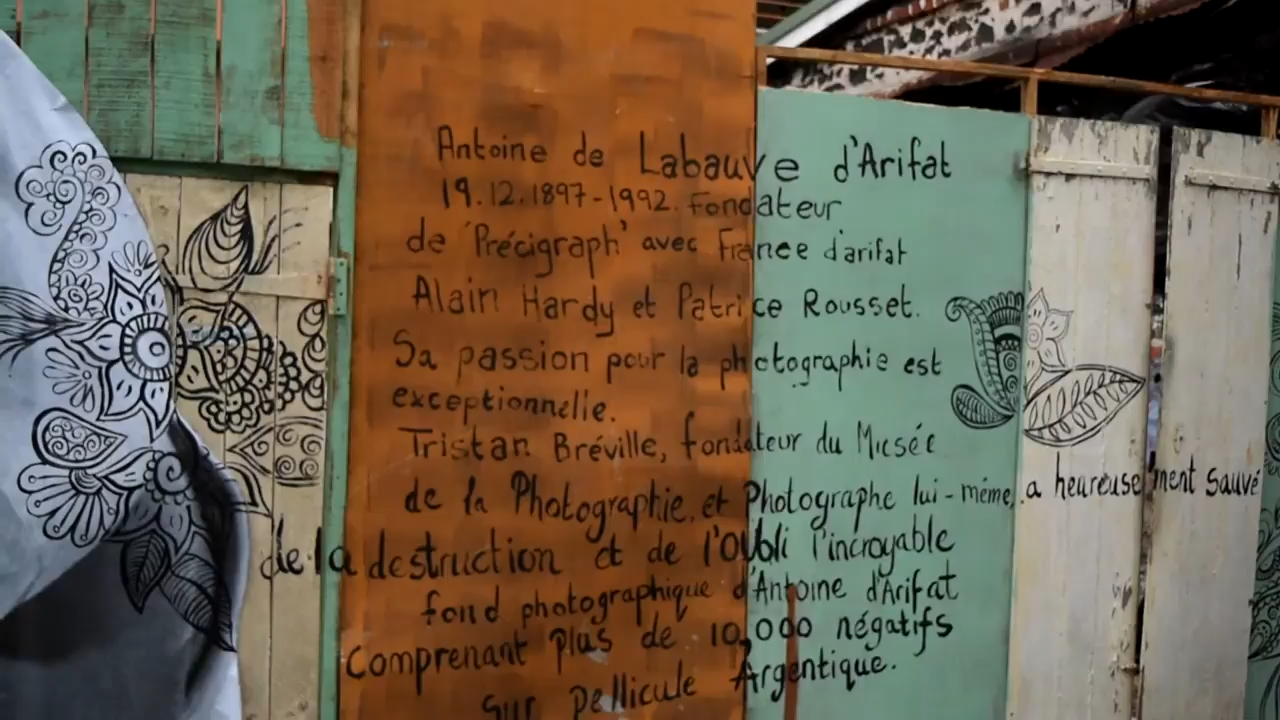 Antoine de Labauve d'Arifat
19.12.1897-1992. Fondateur
de 'Précigraph' avec France d'arifat
Alain Hardy et Patrice Rousset.
Sa passion pour la photographie est
exceptionnelle.
Tristan Bréville, fondateur du Musée
de la Photographie, et Photographe lui-même, a heureuse'ment sauvé
de la destruction et de l'oubli l'incroyable
fond photographique d'Antoine d'Arifat
Comprenant Plus de 10,000 négatifs
Sur Pellicule Argentique.